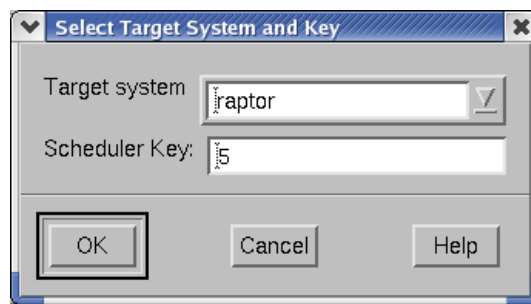 Select Target System and Key
Target system raptor
Scheduler Key: 5
OK Cancel Help